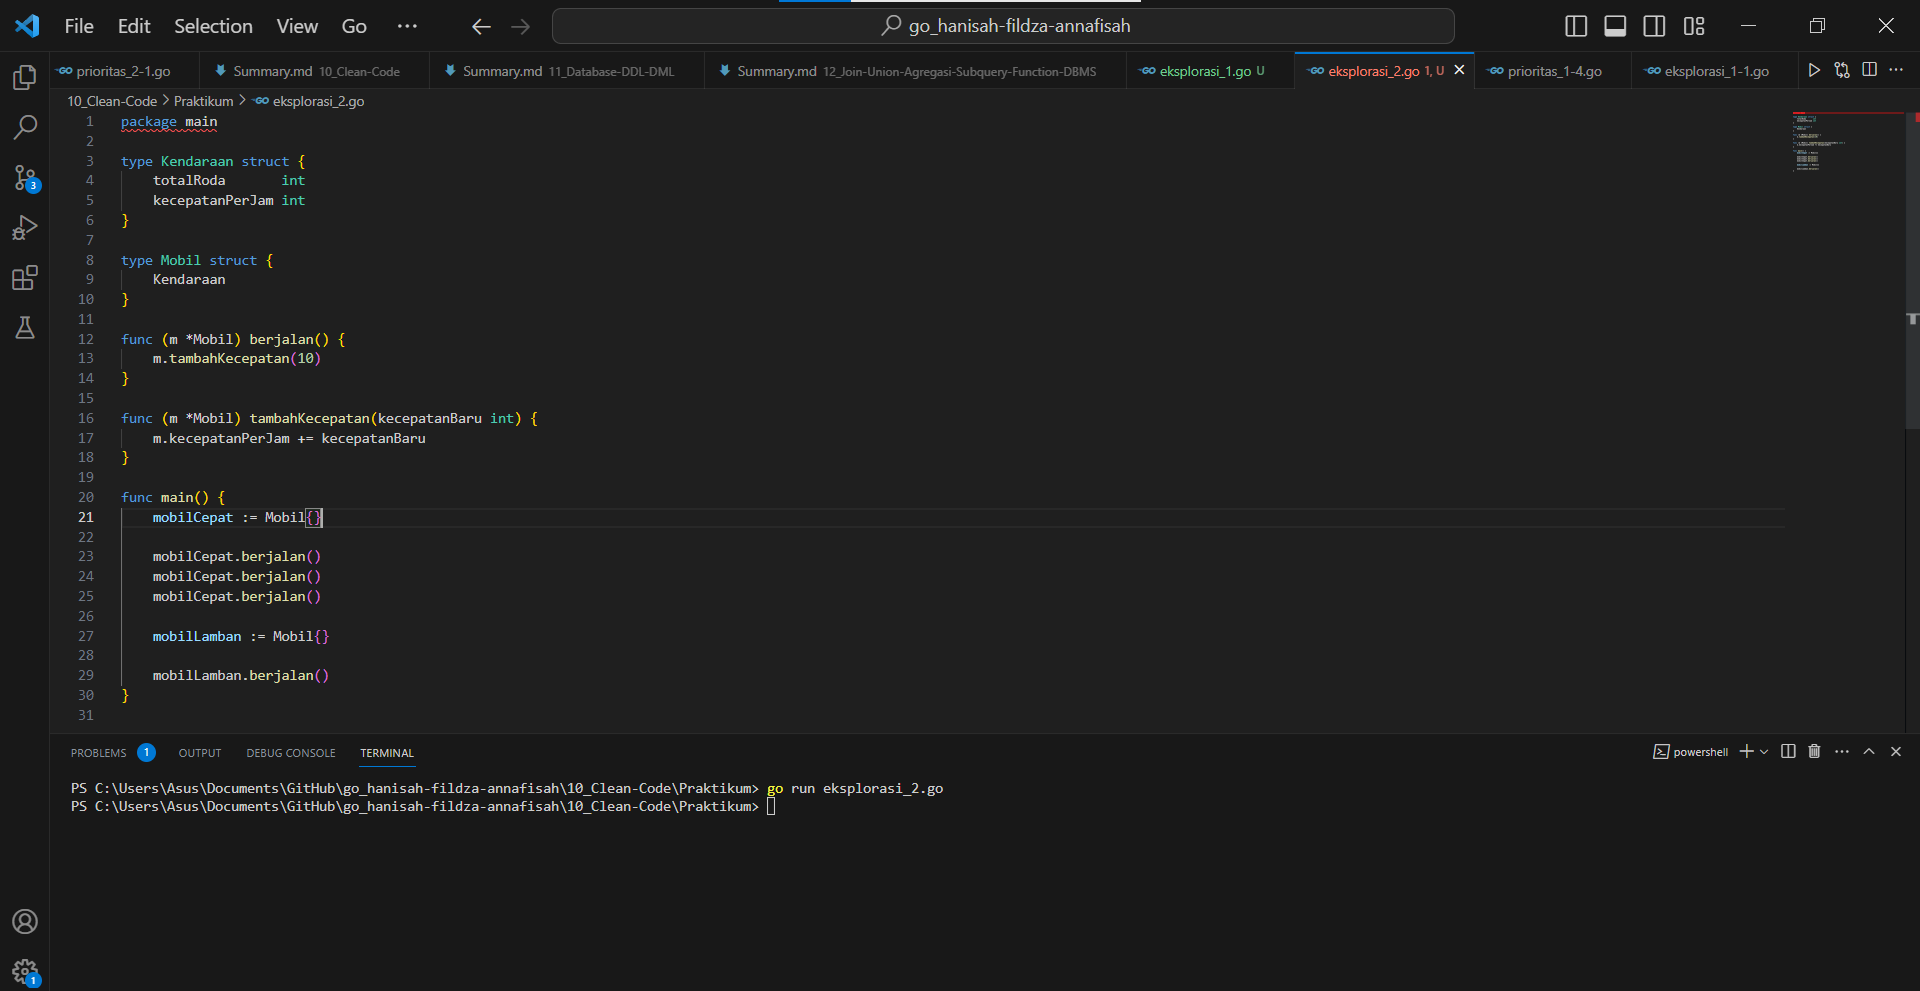 File Edit Selection View Go ··· go_hanisah-fildza-annafisah
prioritas_2-1.go Summary.md 10_Clean-Code Summary.md 11_Database-DDL-DML Summary.md 12_Join-Union-Agregasi-Subquery-Function-DBMS eksplorasi_1.go U eksplorasi_2.go 1, U prioritas_1-4.go eksplorasi_1-1.go
10_Clean-Code > Praktikum > eksplorasi_2.go
1 package main
2
3 type Kendaraan struct {
4 totalRoda int
5 kecepatanPerJam int
6 }
7
8 type Mobil struct {
9 Kendaraan
10 }
11
12 func (m *Mobil) berjalan() {
13 m.tambahKecepatan(10)
14 }
15
16 func (m *Mobil) tambahKecepatan(kecepatanBaru int) {
17 m.kecepatanPerJam += kecepatanBaru
18 }
19
20 func main() {
21 mobilCepat := Mobil{}
22
23 mobilCepat.berjalan()
24 mobilCepat.berjalan()
25 mobilCepat.berjalan()
26
27 mobilLamban := Mobil{}
28
29 mobilLamban.berjalan()
30 }
31
3
1
PROBLEMS 1 OUTPUT DEBUG CONSOLE TERMINAL powershell
PS C:\Users\Asus\Documents\GitHub\go_hanisah-fildza-annafisah\10_Clean-Code\Praktikum> go run eksplorasi_2.go
PS C:\Users\Asus\Documents\GitHub\go_hanisah-fildza-annafisah\10_Clean-Code\Praktikum>